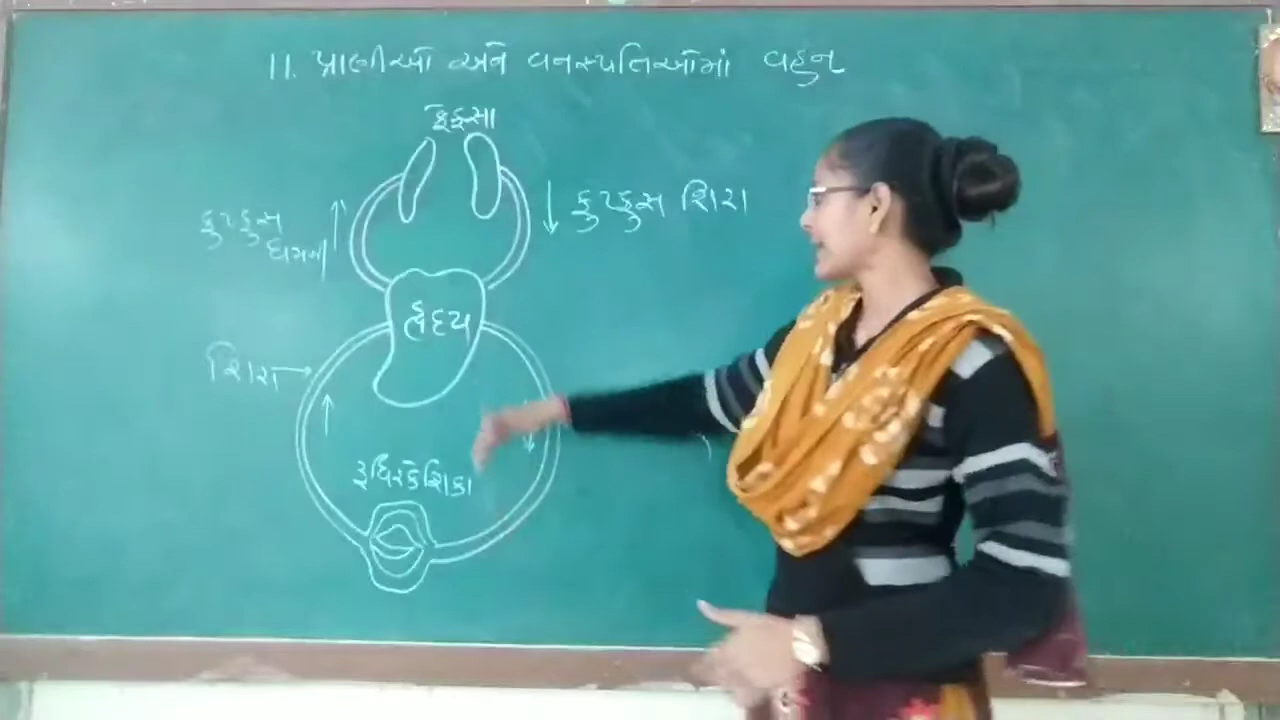 11. પ્રાણીઓ અને વનસ્પતિઓમાં વહન
ફેફસા
ફુપ્ફુસ
ધમની
ફુપ્ફુસ શિરા
હૃદય
શિરા
રૂધિરકેશિકા